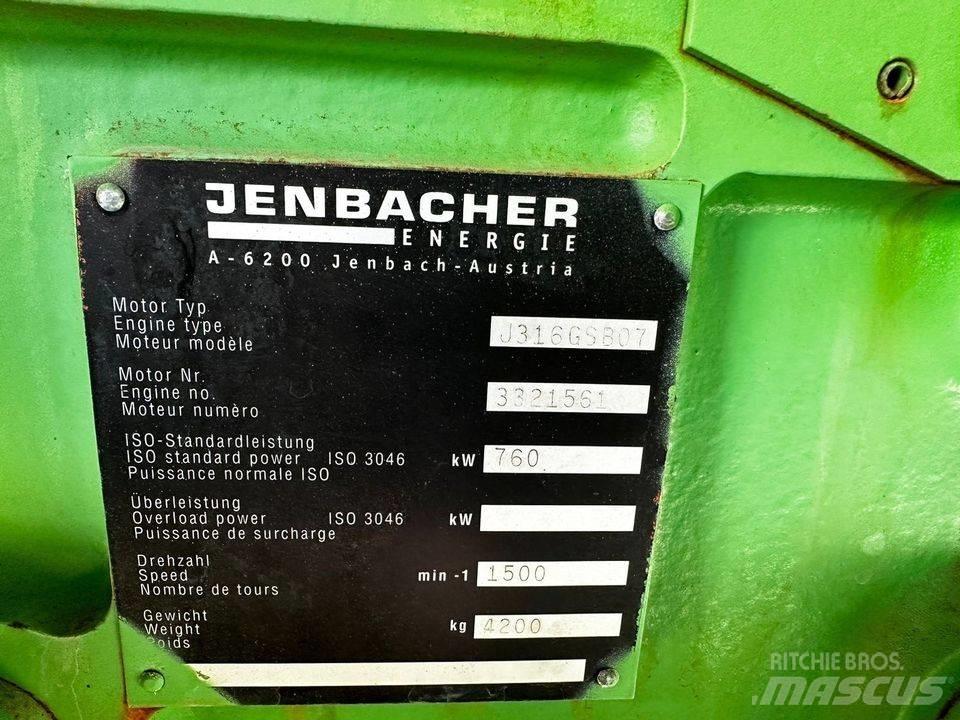 JENBACHER
ENERGIE
A-6200 Jenbach-Austria
Motor Typ
Engine type
Moteur modèle
J316GSB07
Motor Nr.
Engine no.
Moteur numèro
3321561
ISO-Standardleistung
ISO standard power ISO 3046 kW 760
Puissance normale ISO
Überleistung
Overload power ISO 3046 kW
Puissance de surcharge
Drehzahl
Speed min -1 1500
Nombre de tours
Gewicht
Weight kg 4200
oids
RITCHIE BROS.
MASCUS